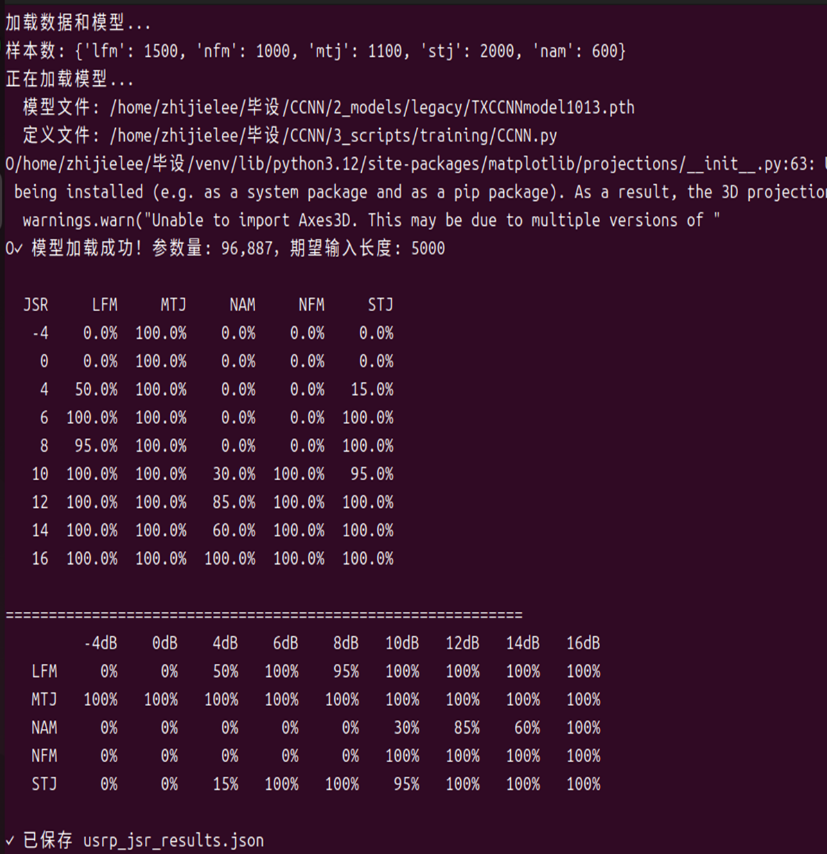 加载数据和模型...
样本数: {'lfm': 1500, 'nfm': 1000, 'mtj': 1100, 'stj': 2000, 'nam': 600}
正在加载模型...
模型文件: /home/zhijielee/毕设/CCNN/2_models/legacy/TXCCNNmodel1013.pth
定义文件: /home/zhijielee/毕设/CCNN/3_scripts/training/CCNN.py
O/home/zhijielee/毕设/venv/lib/python3.12/site-packages/matplotlib/projections/__init__.py:63: U
being installed (e.g. as a system package and as a pip package). As a result, the 3D projection
warnings.warn("Unable to import Axes3D. This may be due to multiple versions of "
O✓ 模型加载成功! 参数量: 96,887, 期望输入长度: 5000
JSR LFM MTJ NAM NFM STJ
-4 0.0% 100.0% 0.0% 0.0% 0.0%
0 0.0% 100.0% 0.0% 0.0% 0.0%
4 50.0% 100.0% 0.0% 0.0% 15.0%
6 100.0% 100.0% 0.0% 0.0% 100.0%
8 95.0% 100.0% 0.0% 0.0% 100.0%
10 100.0% 100.0% 30.0% 100.0% 95.0%
12 100.0% 100.0% 85.0% 100.0% 100.0%
14 100.0% 100.0% 60.0% 100.0% 100.0%
16 100.0% 100.0% 100.0% 100.0% 100.0%
============================================================
-4dB 0dB 4dB 6dB 8dB 10dB 12dB 14dB 16dB
LFM 0% 0% 50% 100% 95% 100% 100% 100% 100%
MTJ 100% 100% 100% 100% 100% 100% 100% 100% 100%
NAM 0% 0% 0% 0% 0% 30% 85% 60% 100%
NFM 0% 0% 0% 0% 0% 100% 100% 100% 100%
STJ 0% 0% 15% 100% 100% 95% 100% 100% 100%
✓ 已保存 usrp_jsr_results.json